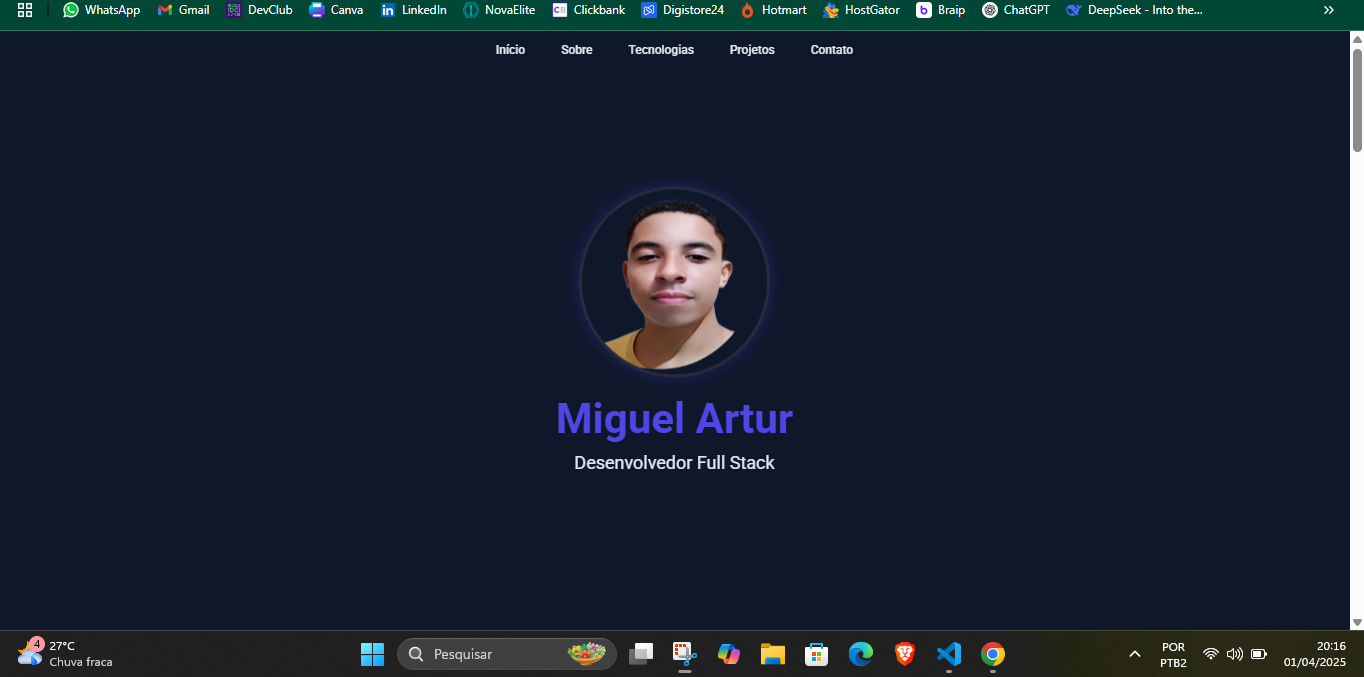 WhatsApp Gmail DevClub Canva LinkedIn NovaElite CB Clickbank Digistore24 Hotmart HostGator b Braip ChatGPT DeepSeek - Into the...
Início Sobre Tecnologias Projetos Contato
Miguel Artur
Desenvolvedor Full Stack
4 27°C
Chuva fraca
Pesquisar
POR
PTB2
20:16
01/04/2025